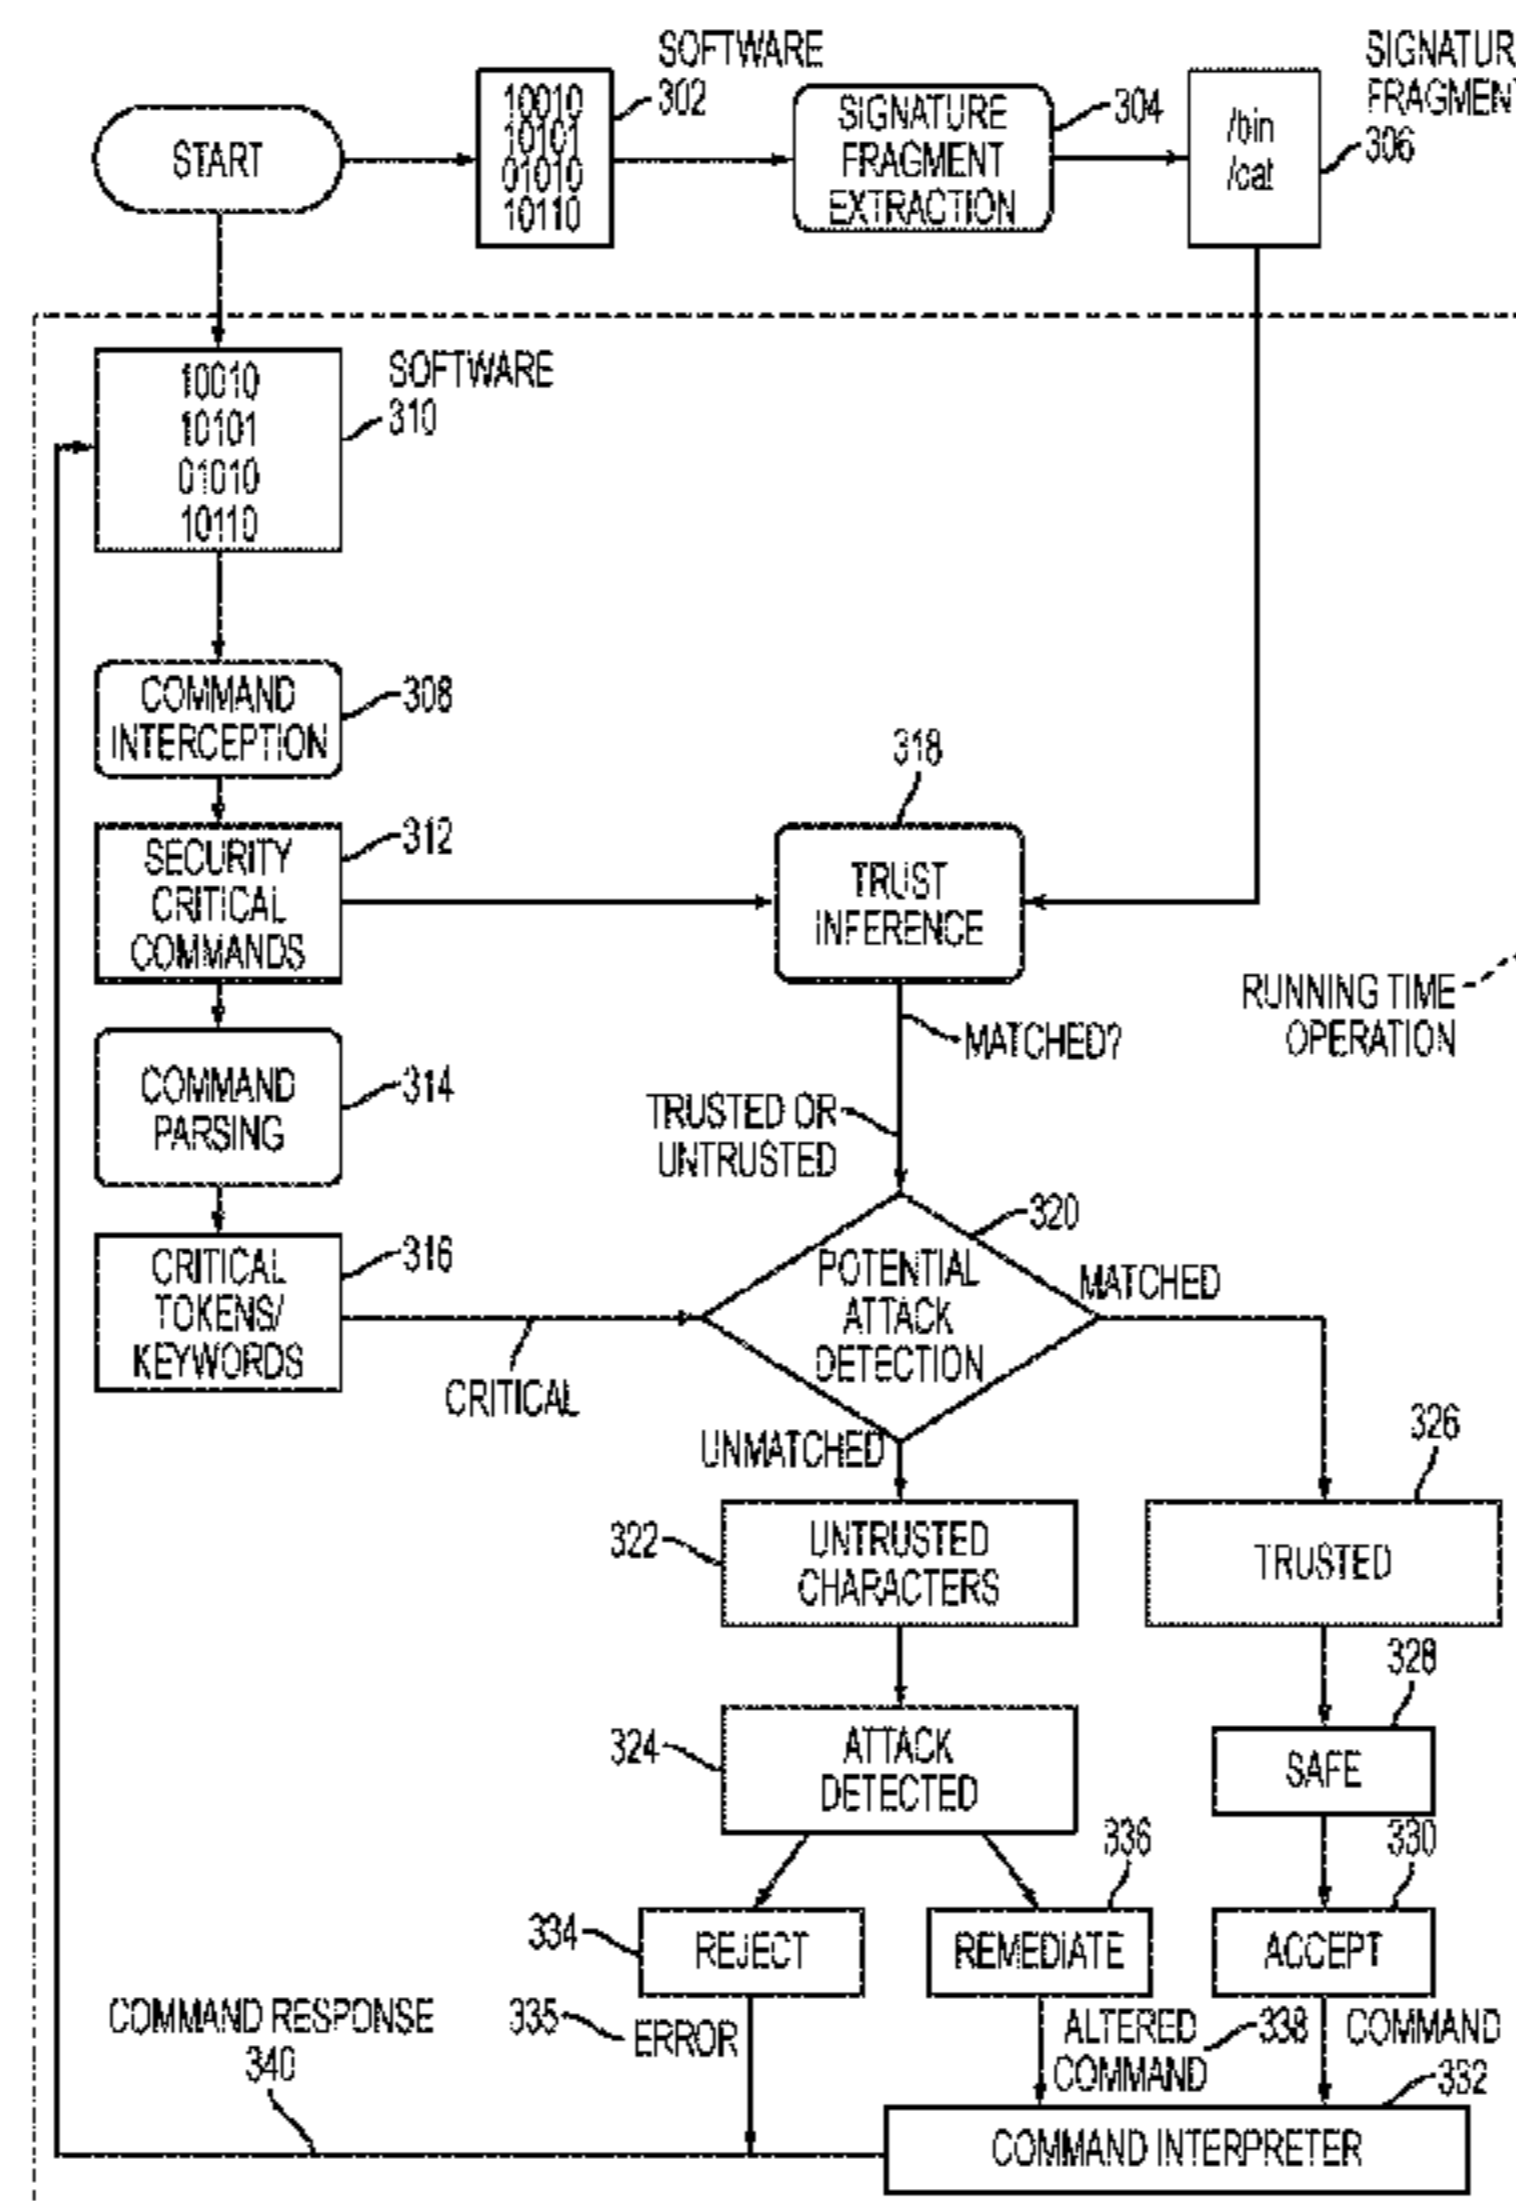 SOFTWARE
302
START
10010
10101
01010
10110
SIGNATURE
FRAGMENT
EXTRACTION
304
/bin
/cat
306
SOFTWARE
310
10010
10101
01010
10110
COMMAND
INTERCEPTION
308
318
SECURITY
CRITICAL
COMMANDS
312
TRUST
INFERENCE
RUNNING TIME
OPERATION
MATCHED?
COMMAND
PARSING
314
TRUSTED OR
UNTRUSTED
320
CRITICAL
TOKENS/
KEYWORDS
316
POTENTIAL
ATTACK
DETECTION
MATCHED
CRITICAL
UNMATCHED
326
322
UNTRUSTED
CHARACTERS
TRUSTED
328
324
ATTACK
DETECTED
SAFE
336
330
334
REJECT
REMEDIATE
ACCEPT
COMMAND RESPONSE
340
335
ERROR
ALTERED
COMMAND
338
COMMAND
332
COMMAND INTERPRETER